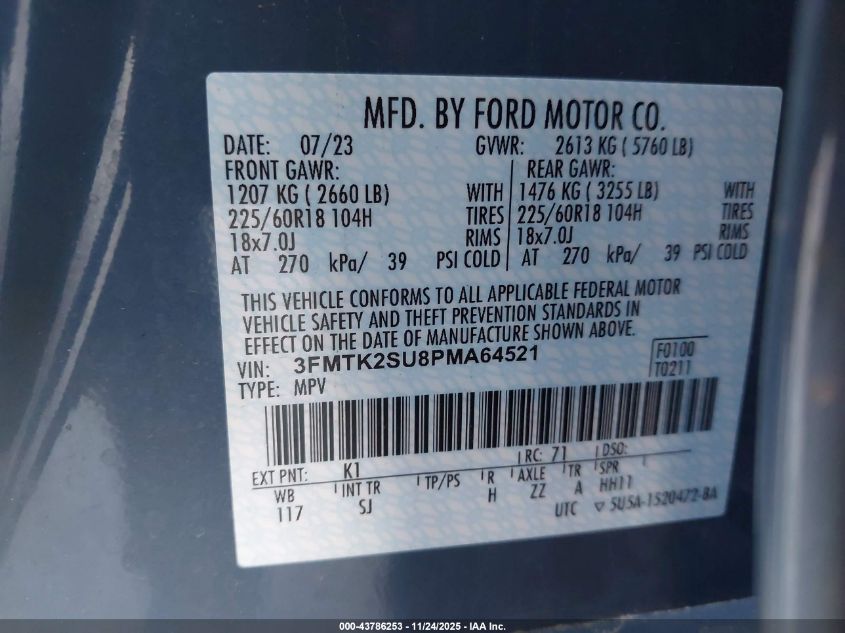 MFD. BY FORD MOTOR CO.
DATE: 07/23 GVWR: 2613 KG ( 5760 LB)
FRONT GAWR: REAR GAWR:
1207 KG ( 2660 LB) WITH 1476 KG ( 3255 LB) WITH
225/60R18 104H TIRES 225/60R18 104H TIRES
18x7.0J RIMS 18x7.0J RIMS
AT 270 kPa/ 39 PSI COLD AT 270 kPa/ 39 PSI COLD
THIS VEHICLE CONFORMS TO ALL APPLICABLE FEDERAL MOTOR
VEHICLE SAFETY AND THEFT PREVENTION STANDARDS IN
EFFECT ON THE DATE OF MANUFACTURE SHOWN ABOVE.
VIN: 3FMTK2SU8PMA64521 F0100
TYPE: MPV T0211
EXT PNT: K1 RC: 71 DSO:
WB INT TR TP/PS R AXLE TR SPR
117 SJ H ZZ A HH11
UTC ▽ 5U5A-1520472-BA
000-43786253 - 11/24/2025 - IAA Inc.